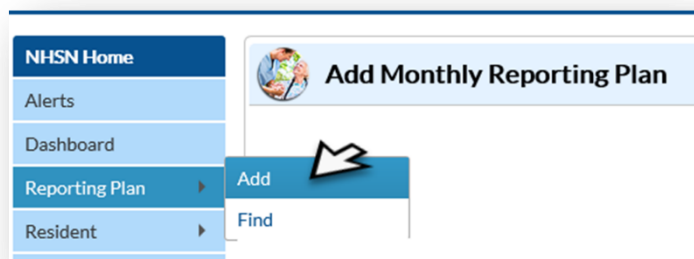 NHSN Home
Alerts
Dashboard
Reporting Plan
Resident
Add Monthly Reporting Plan
Add
Find